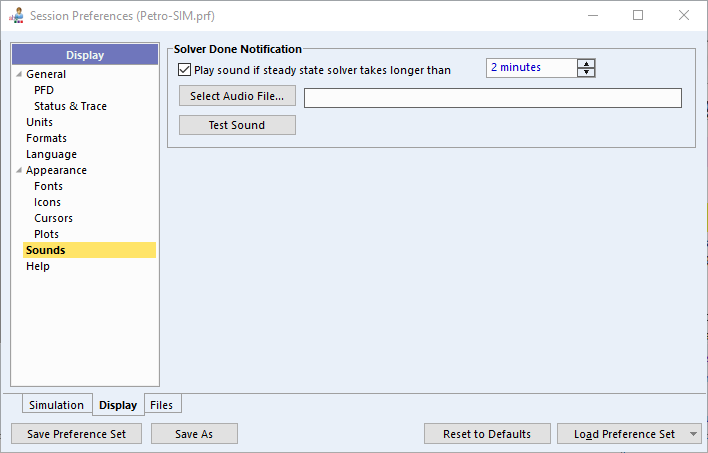 Session Preferences (Petro-SIM.prf)
Display
General
PFD
Status & Trace
Units
Formats
Language
Appearance
Fonts
Icons
Cursors
Plots
Sounds
Help
Solver Done Notification
Play sound if steady state solver takes longer than 2 minutes
Select Audio File...
Test Sound
Simulation Display Files
Save Preference Set Save As Reset to Defaults Load Preference Set